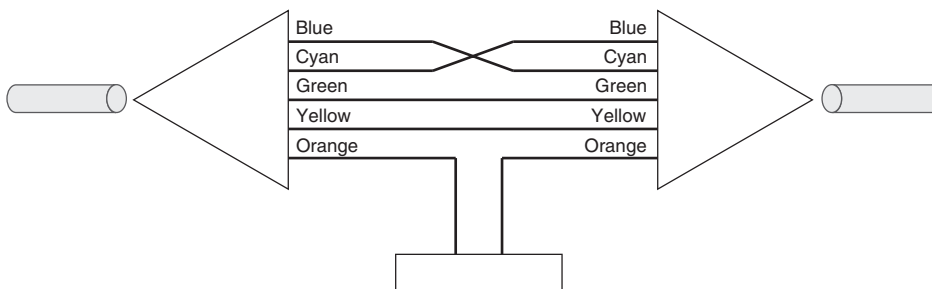 Blue Blue
Cyan Cyan
Green Green
Yellow Yellow
Orange Orange